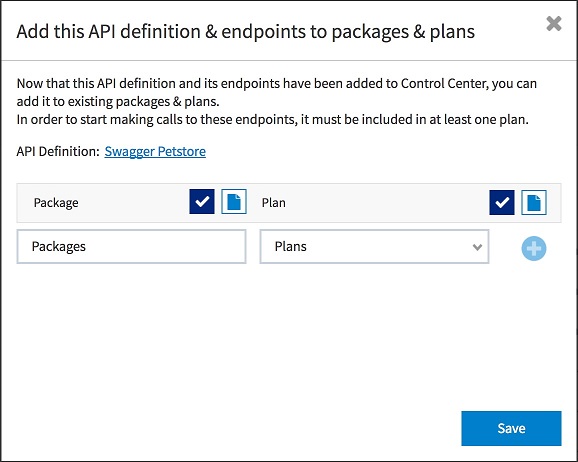 Add this API definition & endpoints to packages & plans
Now that this API definition and its endpoints have been added to Control Center, you can
add it to existing packages & plans.
In order to start making calls to these endpoints, it must be included in at least one plan.
API Definition: Swagger Petstore
Package Plan
Packages Plans
Save